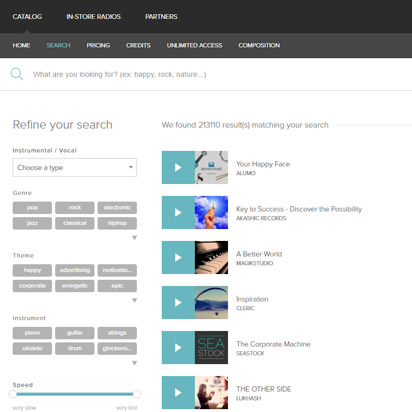 CATALOG IN-STORE RADIOS PARTNERS
HOME SEARCH PRICING CREDITS UNLIMITED ACCESS COMPOSITION
What are you looking for? (ex: happy, rock, nature...)
Refine your search
Instrumental / Vocal
Choose a type
Genre
pop rock electronic
jazz classical hiphop
Theme
happy advertising motivatio...
corporate energetic epic
Instrument
piano guitar strings
ukulele drum glockens...
Speed
very slow very fast
We found 213110 result(s) matching your search
Your Happy Face
ALUMO
Key to Success - Discover the Possibility
AKASHIC RECORDS
A Better World
MAGIKSTUDIO
Inspiration
CLERIC
SEA
STOCK
The Corporate Machine
SEASTOCK
THE OTHER SIDE
LUKHASH